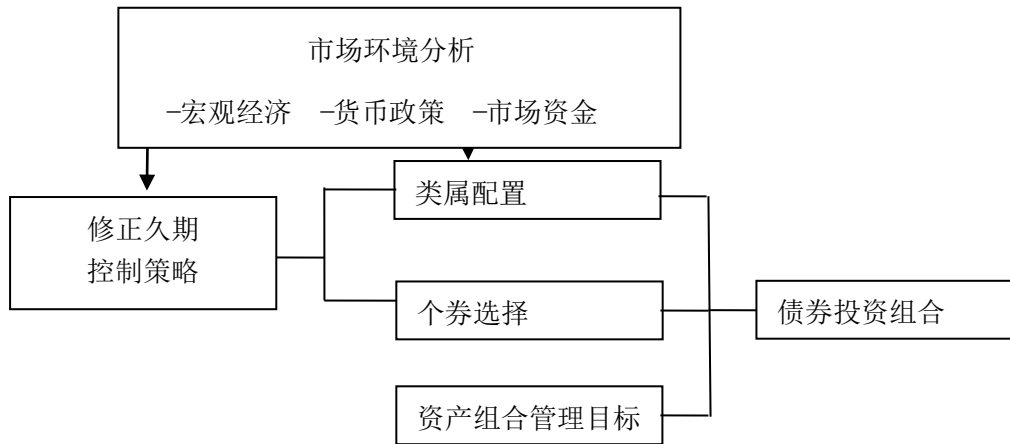 市场环境分析
–宏观经济 –货币政策 –市场资金
类属配置
修正久期
控制策略
个券选择
债券投资组合
资产组合管理目标